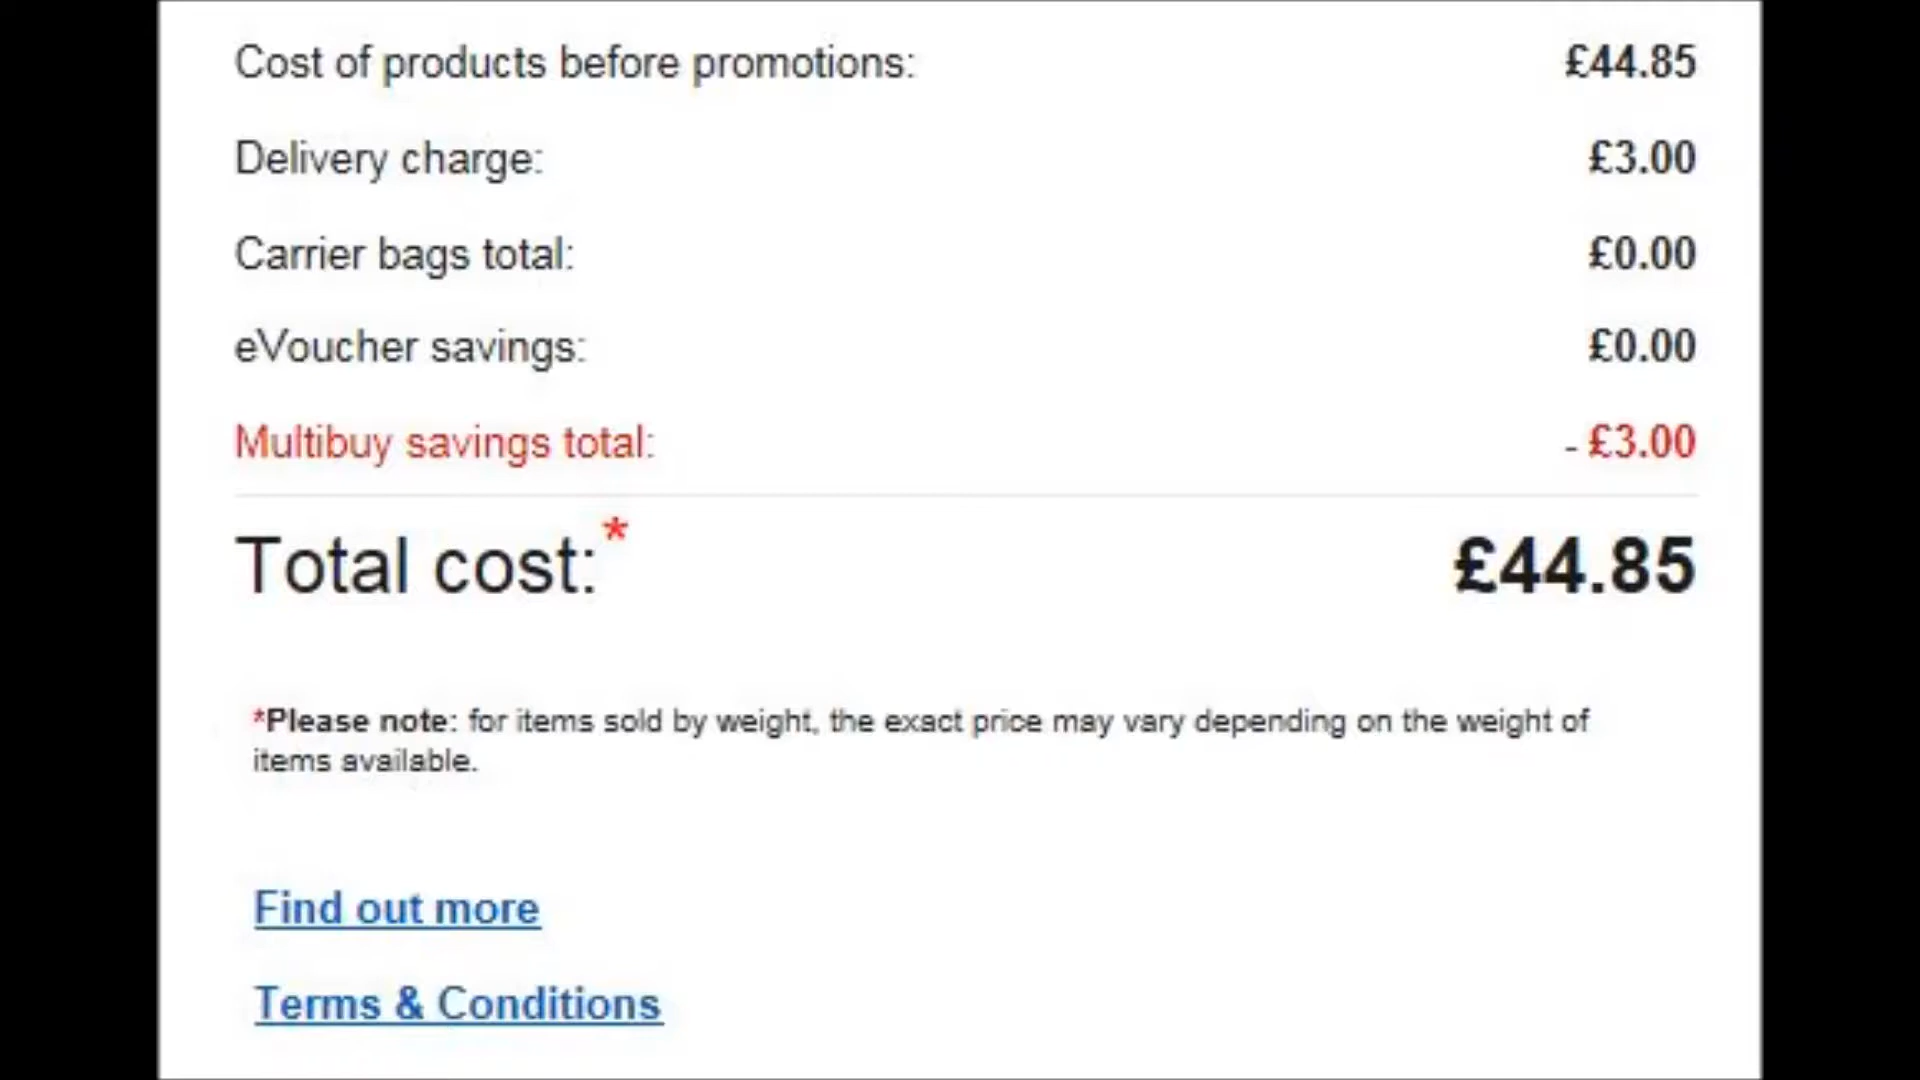 Cost of products before promotions: £44.85
Delivery charge: £3.00
Carrier bags total: £0.00
eVoucher savings: £0.00
Multibuy savings total: - £3.00
Total cost:* £44.85
*Please note: for items sold by weight, the exact price may vary depending on the weight of
items available.
Find out more
Terms & Conditions